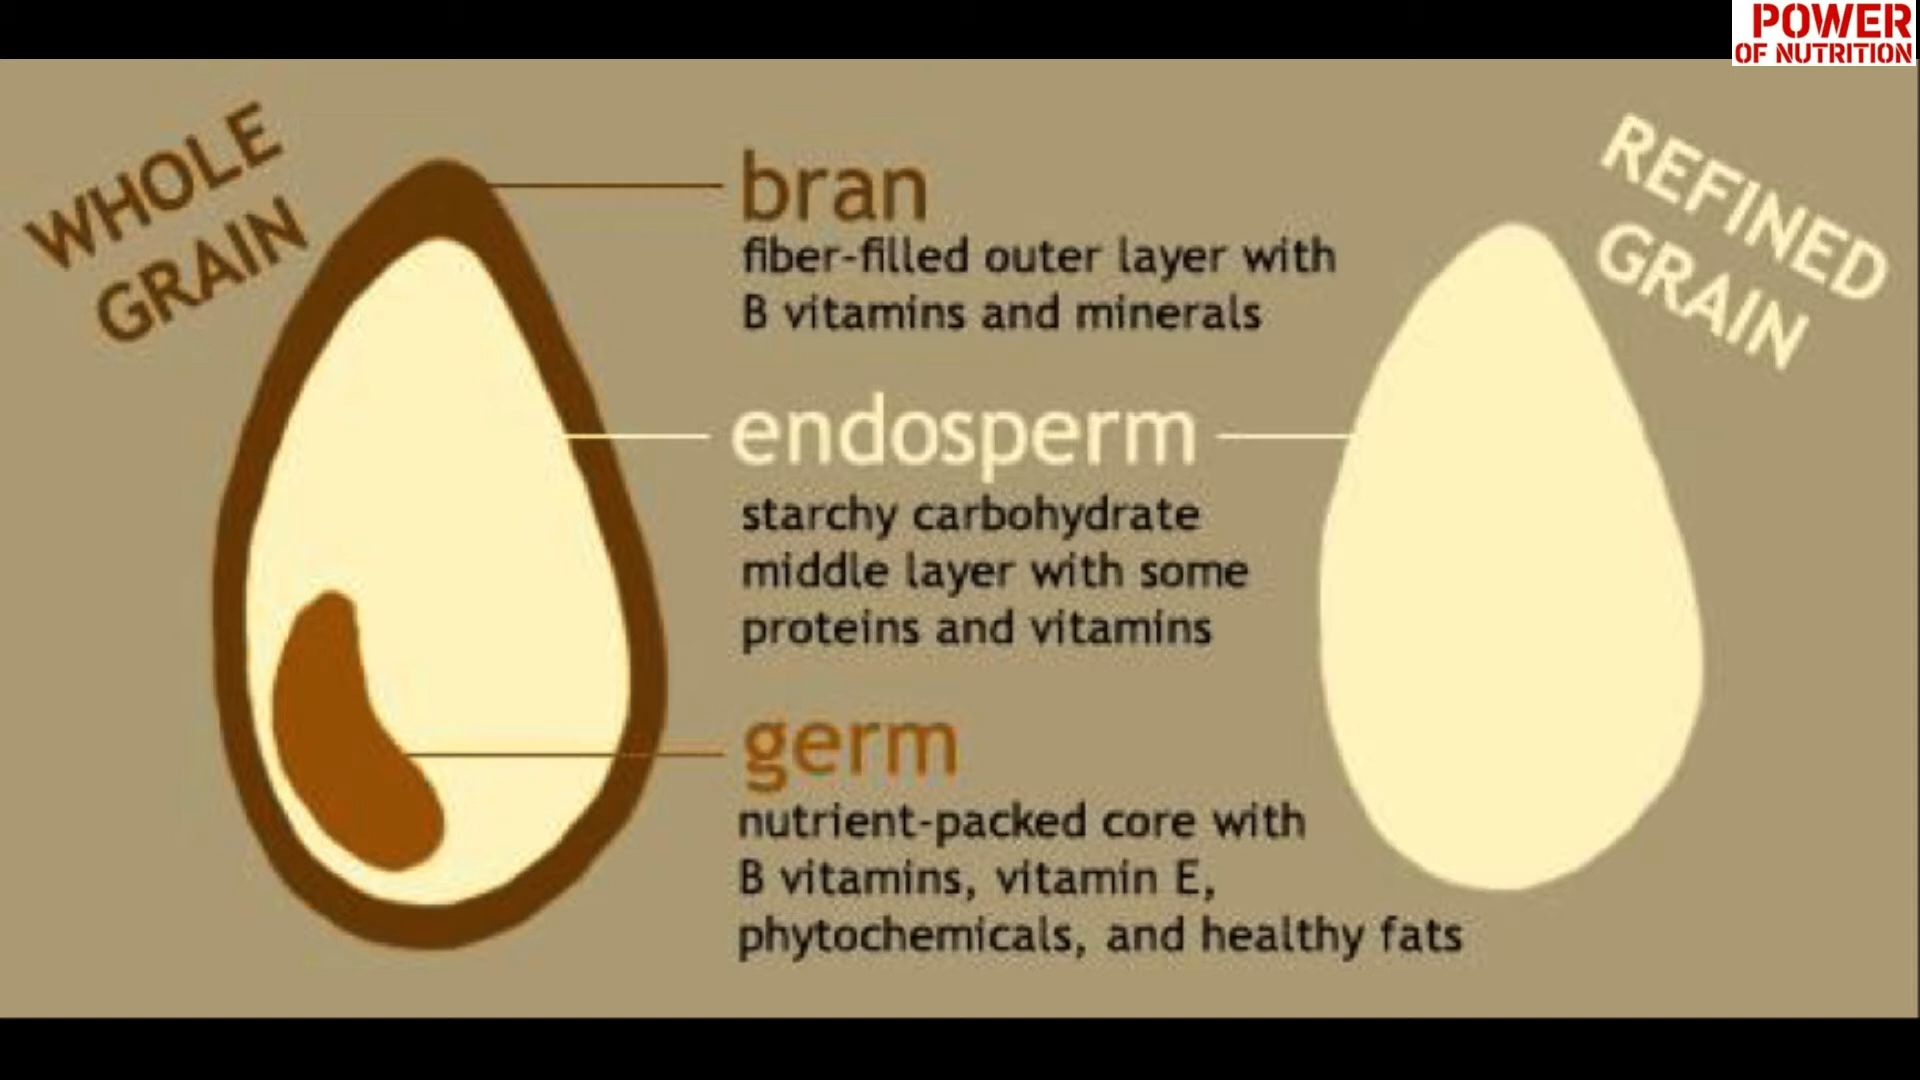 POWER
OF NUTRITION
WHOLE
GRAIN
bran
fiber-filled outer layer with
B vitamins and minerals
endosperm
starchy carbohydrate
middle layer with some
proteins and vitamins
germ
nutrient-packed core with
B vitamins, vitamin E,
phytochemicals, and healthy fats
REFINED
GRAIN